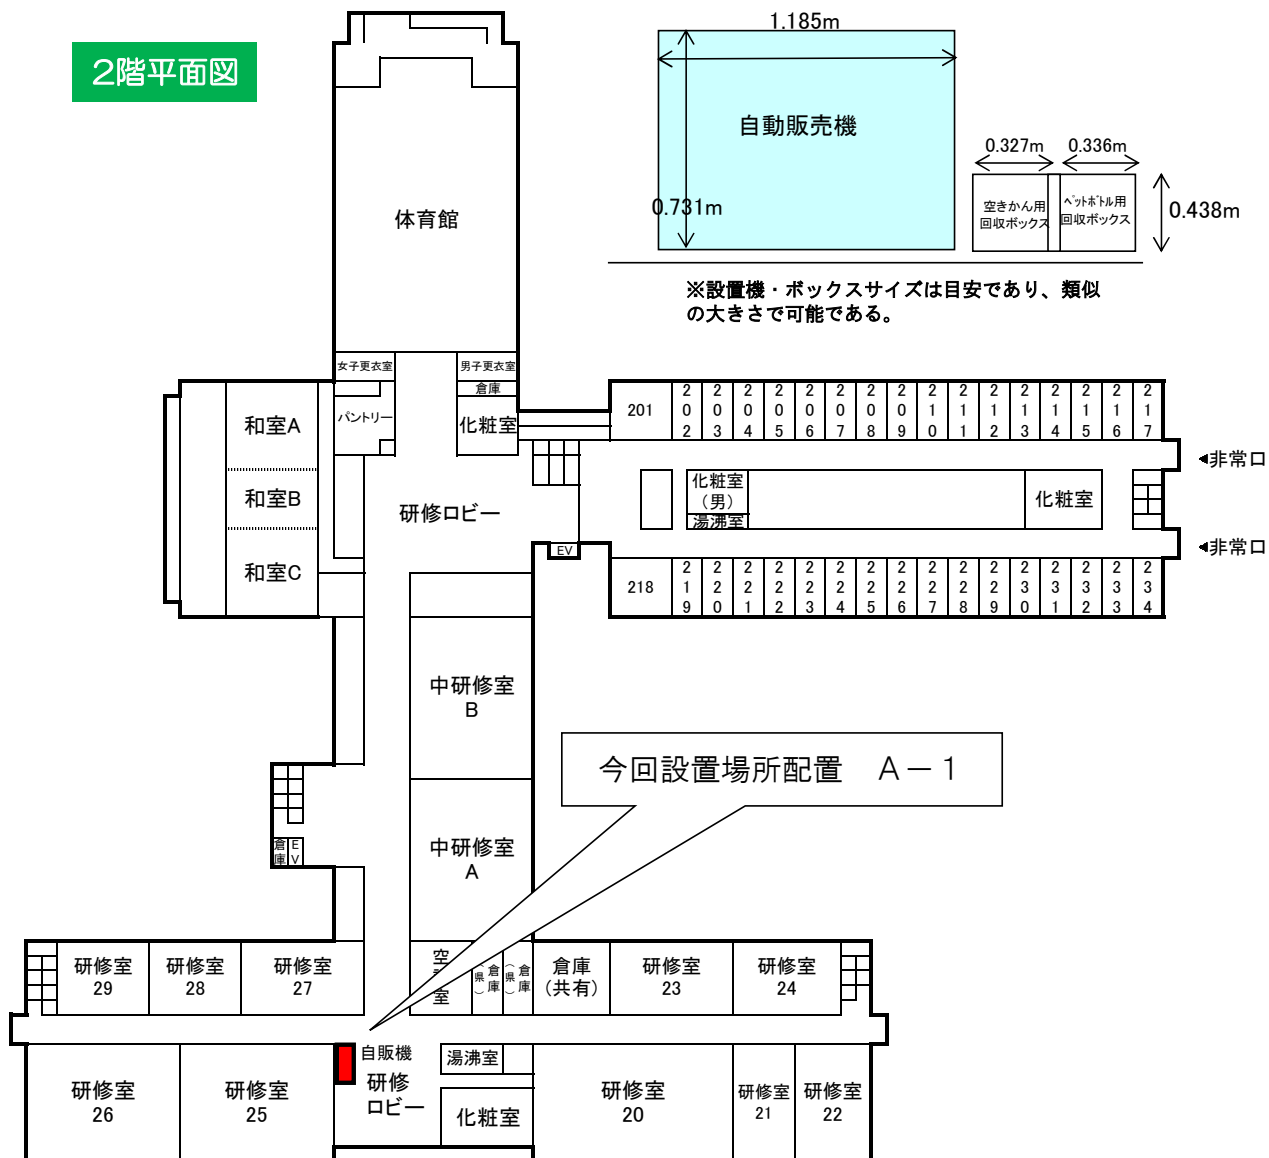 2階平面図
1.185m
自動販売機
0.731m
0.327m
0.336m
空きかん用
回収ボックス
ペットボトル用
回収ボックス
0.438m
※設置機・ボックスサイズは目安であり、類似
の大きさで可能である。
体育館
女子更衣室
男子更衣室
倉庫
パントリー
化粧室
和室A
和室B
和室C
研修ロビー
EV
201
202
203
204
205
206
207
208
209
210
211
212
213
214
215
216
217
◀非常口
化粧室
(男)
湯沸室
化粧室
◀非常口
218
219
220
221
222
223
224
225
226
227
228
229
230
231
232
233
234
中研修室
B
今回設置場所配置 A－1
中研修室
A
倉庫
EV
研修室
29
研修室
28
研修室
27
空
室
(県)
倉庫
(県)
倉庫
倉庫
(共有)
研修室
23
研修室
24
自販機
研修
ロビー
湯沸室
化粧室
研修室
26
研修室
25
研修室
20
研修室
21
研修室
22